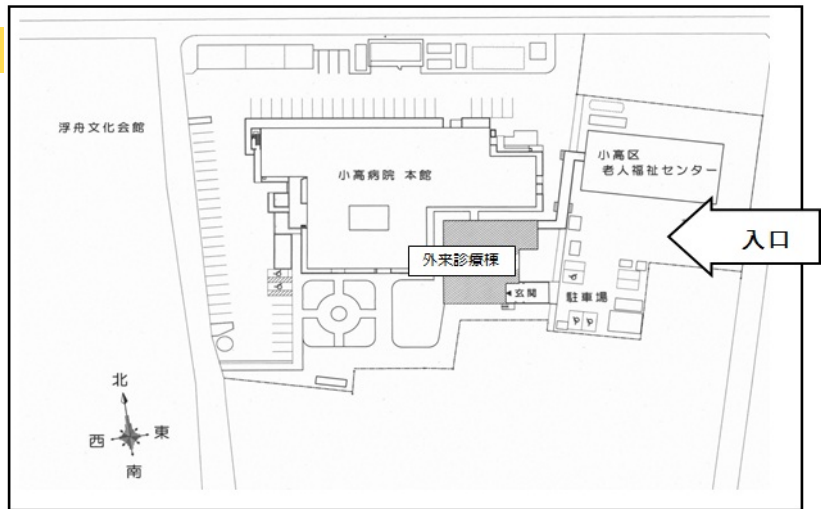 浮舟文化会館
小高病院 本館
小高区
老人福祉センター
入口
外来診療棟
玄関
駐車場
北
西
東
南